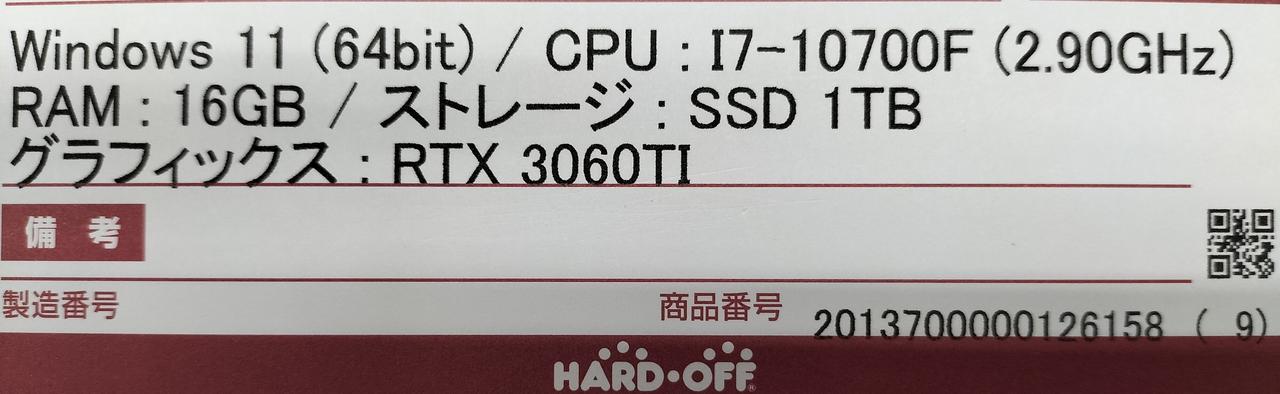 Windows 11 (64bit) / CPU : I7-10700F (2.90GHz)
RAM : 16GB / ストレージ : SSD 1TB
グラフィックス : RTX 3060TI
備考
製造番号 商品番号 2013700000126158 ( 9)
HARD・OFF®